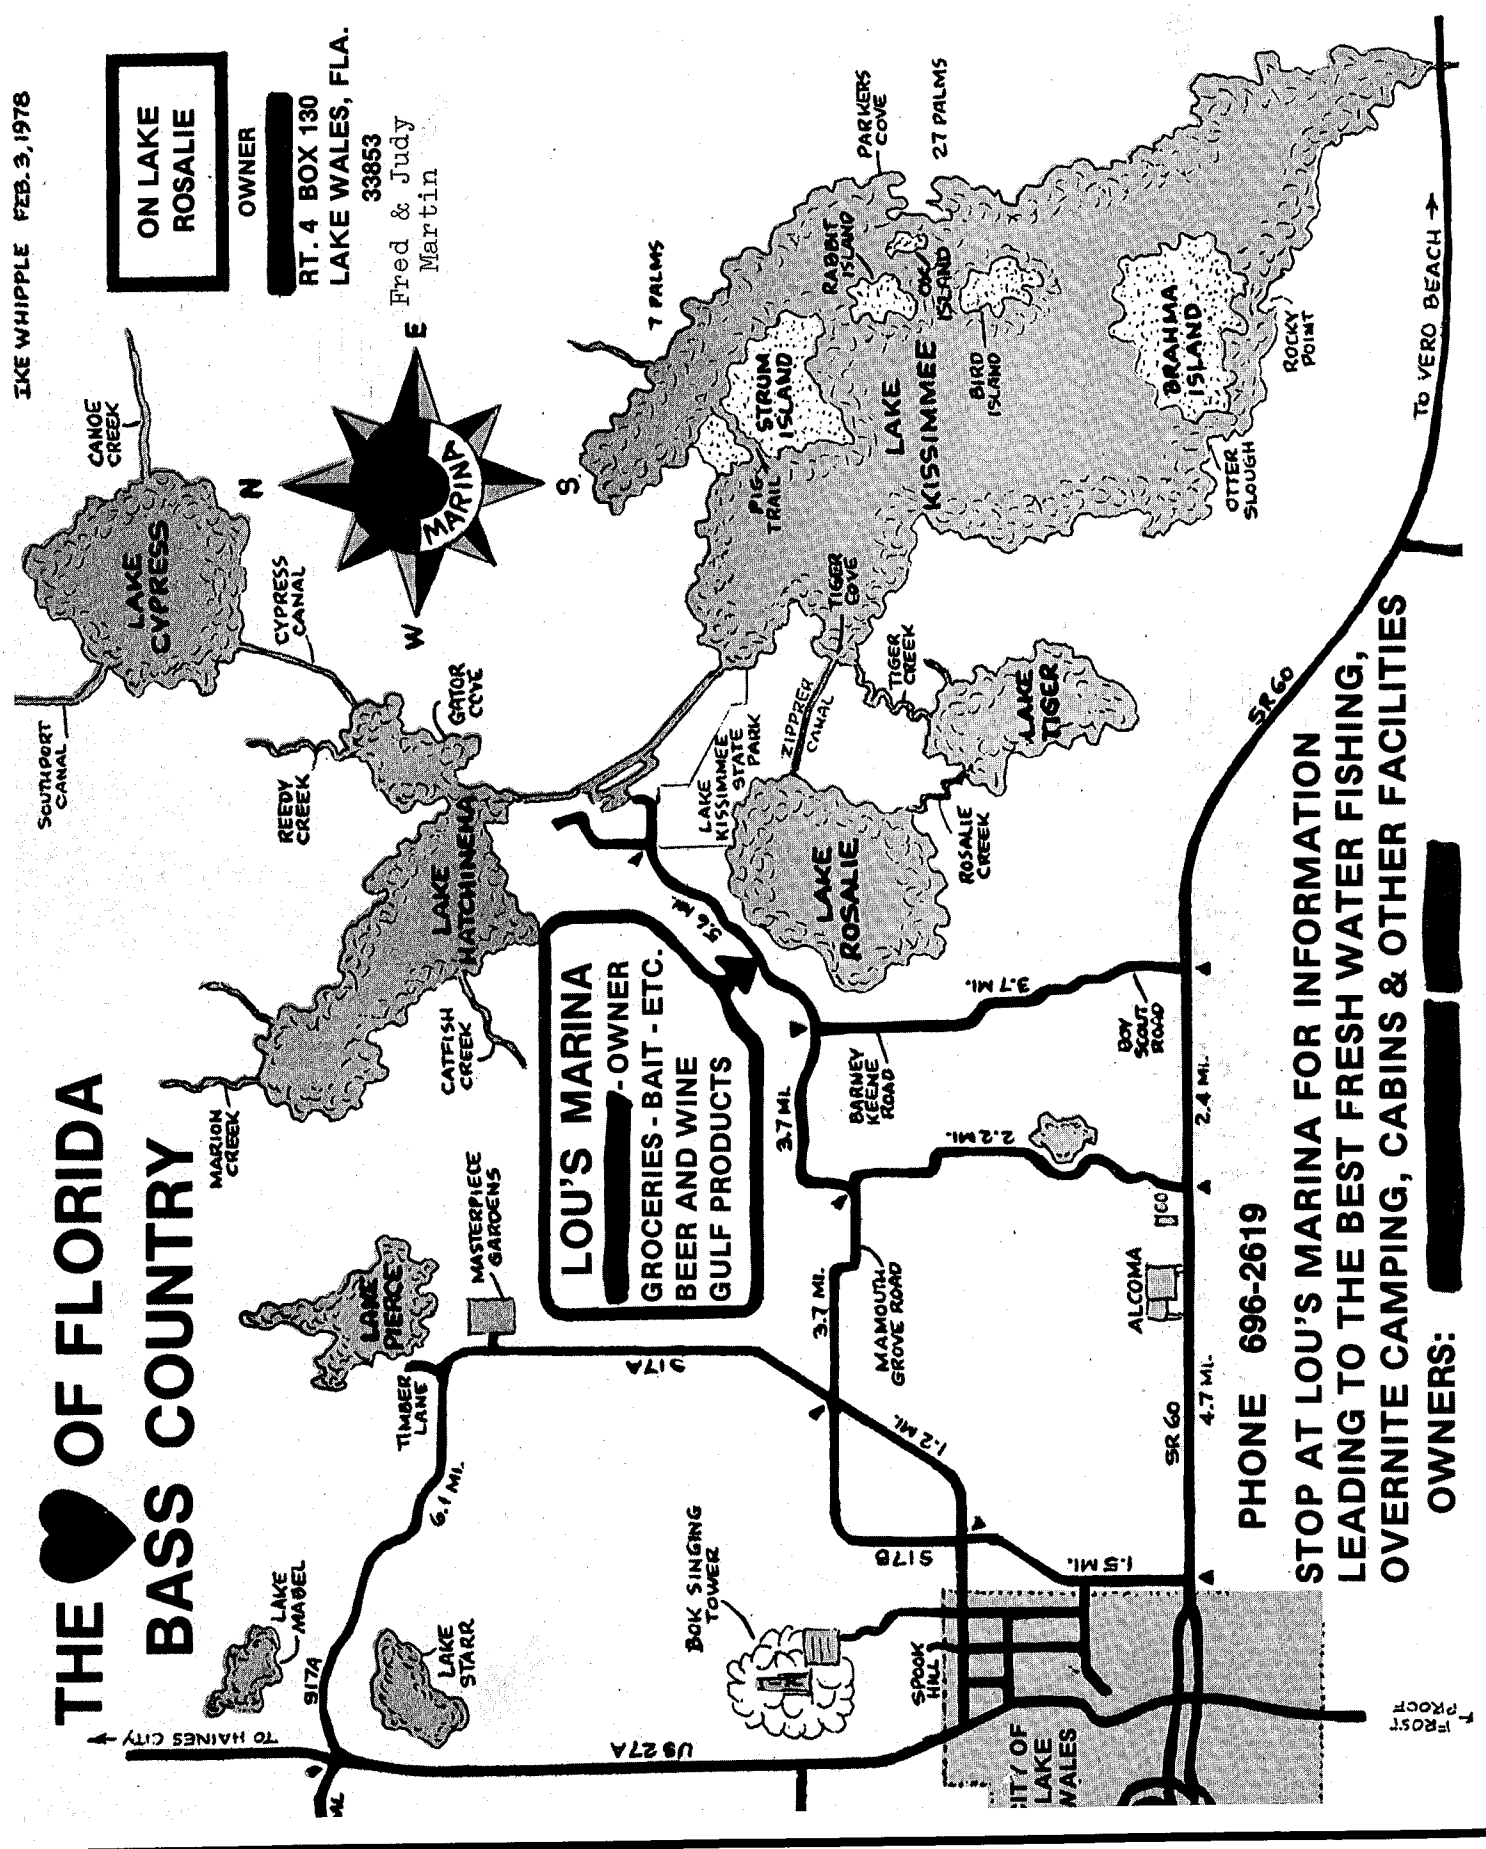 IKE WHIPPLE FEB. 3, 1978
THE OF FLORIDA
BASS COUNTRY
ON LAKE
ROSALIE
OWNER
RT. 4 BOX 130
LAKE WALES, FLA.
33853
Fred & Judy
Martin
N
E
S
W
MARINA
CANOE
CREEK
LAKE
CYPRESS
SOUTHPORT
CANAL
CYPRESS
CANAL
REEDY
CREEK
GATOR
COVE
LAKE
HATCHINEHA
MARION
CREEK
CATFISH
CREEK
LAKE
PIERCE
MASTERPIECE
GARDENS
TIMBER
LANE
6.1 MI.
LAKE
MABEL
LAKE
STARR
S17A
TO HAINES CITY
US 27A
S17A
LOU'S MARINA
- OWNER
GROCERIES - BAIT - ETC.
BEER AND WINE
GULF PRODUCTS
7 PALMS
STRUM
ISLAND
PIG
TRAIL
RABBIT
ISLAND
PARKERS
COVE
27 PALMS
OX
ISLAND
LAKE
KISSIMMEE
BIRD
ISLAND
BRAHMA
ISLAND
ROCKY
POINT
OTTER
SLOUGH
TIGER
COVE
ZIPPRER
CANAL
TIGER
CREEK
LAKE
TIGER
LAKE
KISSIMMEE
STATE
PARK
LAKE
ROSALIE
ROSALIE
CREEK
5.6 MI.
3.7 MI.
BARNEY
KEENE
ROAD
3.7 MI.
BOY
SCOUT
ROAD
2.2 MI.
3.7 MI.
MAMOUTH
GROVE ROAD
1.2 MI.
S17B
1.5 MI.
BOK SINGING
TOWER
SPOOK
HILL
CITY OF
LAKE
WALES
FROST
PROOF
ALCOMA
60
SR 60
4.7 MI.
2.4 MI.
SR 60
TO VERO BEACH
PHONE 696-2619
STOP AT LOU'S MARINA FOR INFORMATION
LEADING TO THE BEST FRESH WATER FISHING,
OVERNITE CAMPING, CABINS & OTHER FACILITIES
OWNERS: